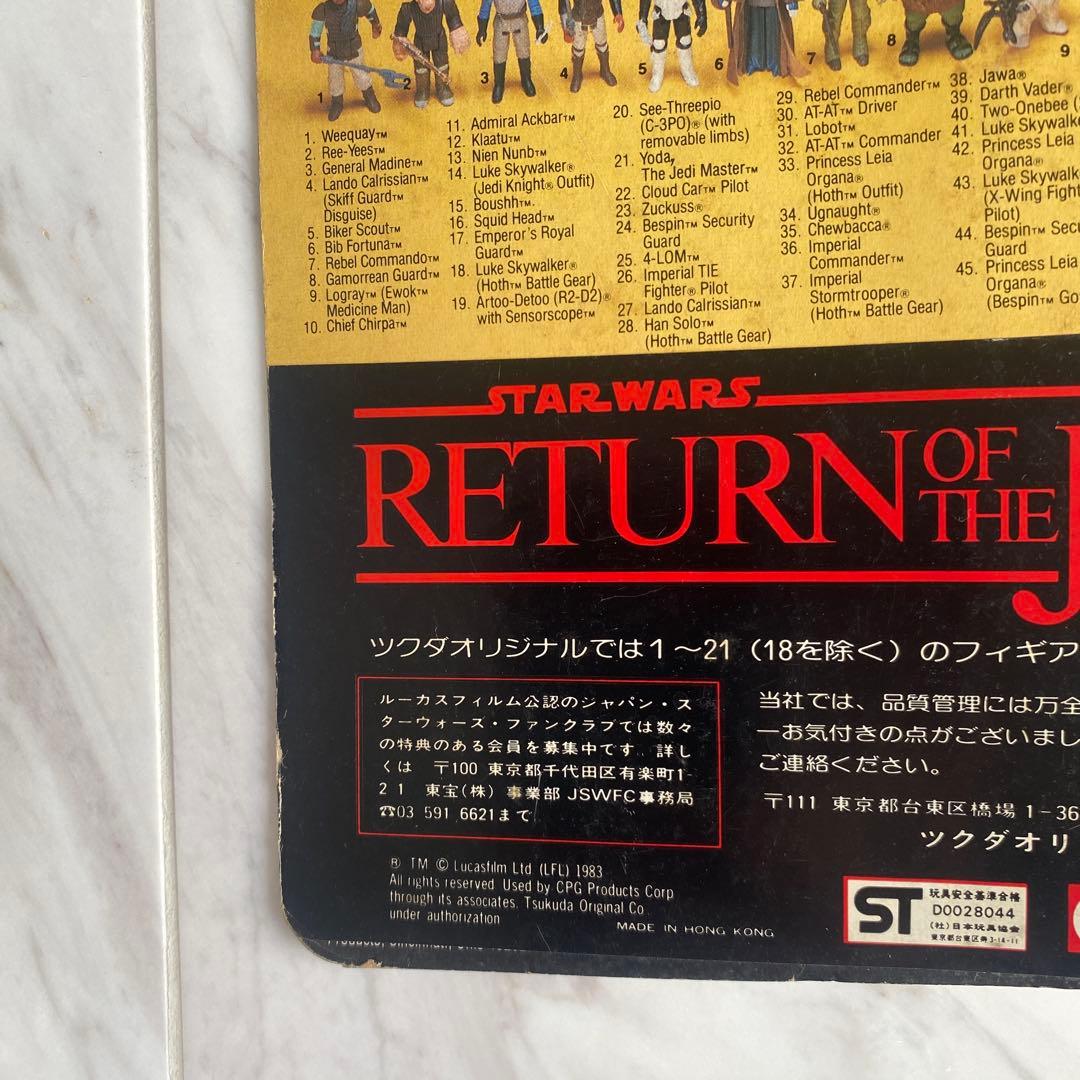 1 2 3 4 5 6 7 8 9
1. Weequay™
2. Ree-Yees™
3. General Madine™
4. Lando Calrissian™
(Skiff Guard™
Disguise)
5. Biker Scout™
6. Bib Fortuna™
7. Rebel Commando™
8. Gamorrean Guard™
9. Logray™ (Ewok™
Medicine Man)
10. Chief Chirpa™
11. Admiral Ackbar™
12. Klaatu™
13. Nien Nunb™
14. Luke Skywalker®
(Jedi Knight® Outfit)
15. Boushh™
16. Squid Head™
17. Emperor's Royal
Guard™
18. Luke Skywalker®
(Hoth™ Battle Gear)
19. Artoo-Detoo (R2-D2)®
with Sensorscope™
20. See-Threepio
(C-3PO)® (with
removable limbs)
21. Yoda,
The Jedi Master™
22. Cloud Car™ Pilot
23. Zuckuss®
24. Bespin™ Security
Guard
25. 4-LOM™
26. Imperial TIE
Fighter® Pilot
27. Lando Calrissian™
28. Han Solo™
(Hoth™ Battle Gear)
29. Rebel Commander™
30. AT-AT™ Driver
31. Lobot™
32. AT-AT™ Commander
33. Princess Leia
Organa®
(Hoth™ Outfit)
34. Ugnaught®
35. Chewbacca®
36. Imperial
Commander™
37. Imperial
Stormtrooper®
(Hoth™ Battle Gear)
38. Jawa®
39. Darth Vader®
40. Two-Onebee
41. Luke Skywalk
42. Princess Leia
Organa®
43. Luke Skywalk
(X-Wing Figh
Pilot)
44. Bespin™ Secu
Guard
45. Princess Leia
Organa®
(Bespin™ Go
STAR WARS
RETURN OF THE J
ツクダオリジナルでは1〜21（18を除く）のフィギア
ルーカスフィルム公認のジャパン・ス
ターウォーズ・ファンクラブでは数々
の特典のある会員を募集中です 詳し
くは 〒100 東京都千代田区有楽町1-
21 東宝(株) 事業部 JSWFC事務局
☎03 591 6621まで
当社では、品質管理には万全
一お気付きの点がございまし
ご連絡ください。
〒111 東京都台東区橋場1-36
ツクダオリ
® TM © Lucasfilm Ltd (LFL) 1983
All rights reserved Used by CPG Products Corp
through its associates. Tsukuda Original Co
under authorization
MADE IN HONG KONG
ST
玩具安全基準合格
D0028044
(社)日本玩具協会